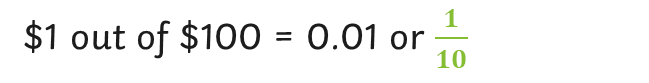 $1 out of $100 = 0.01 or 1/10